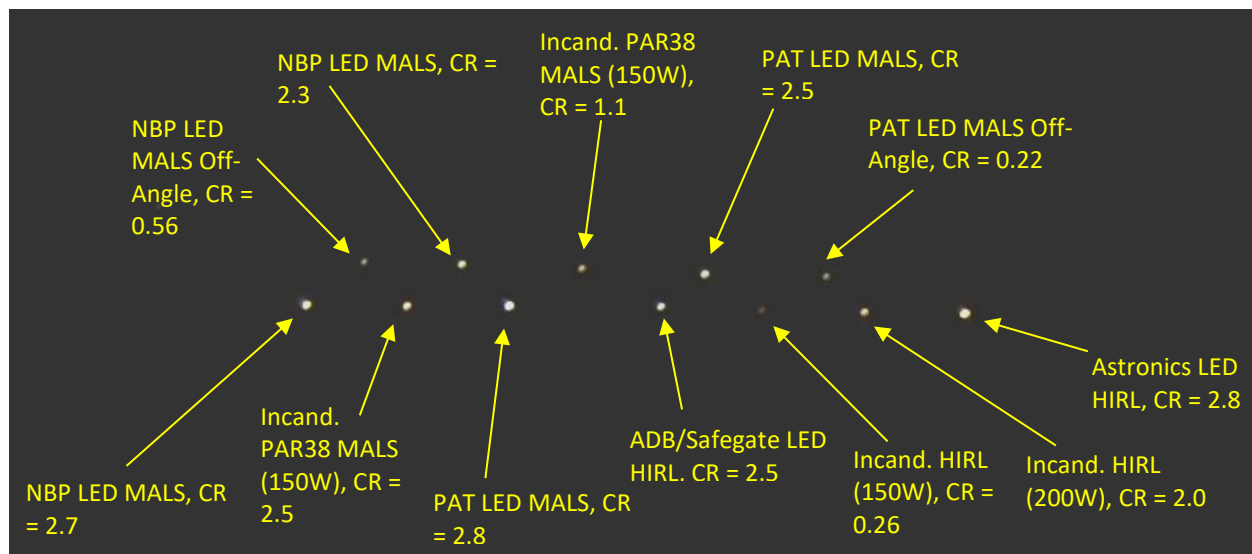 NBP LED
MALS Off-
Angle, CR =
0.56
NBP LED MALS, CR =
2.3
Incand. PAR38
MALS (150W),
CR = 1.1
PAT LED MALS, CR
= 2.5
PAT LED MALS Off-
Angle, CR = 0.22
NBP LED MALS, CR
= 2.7
Incand.
PAR38 MALS
(150W), CR =
2.5
PAT LED MALS, CR
= 2.8
ADB/Safegate LED
HIRL. CR = 2.5
Incand. HIRL
(150W), CR =
0.26
Incand. HIRL
(200W), CR = 2.0
Astronics LED
HIRL, CR = 2.8